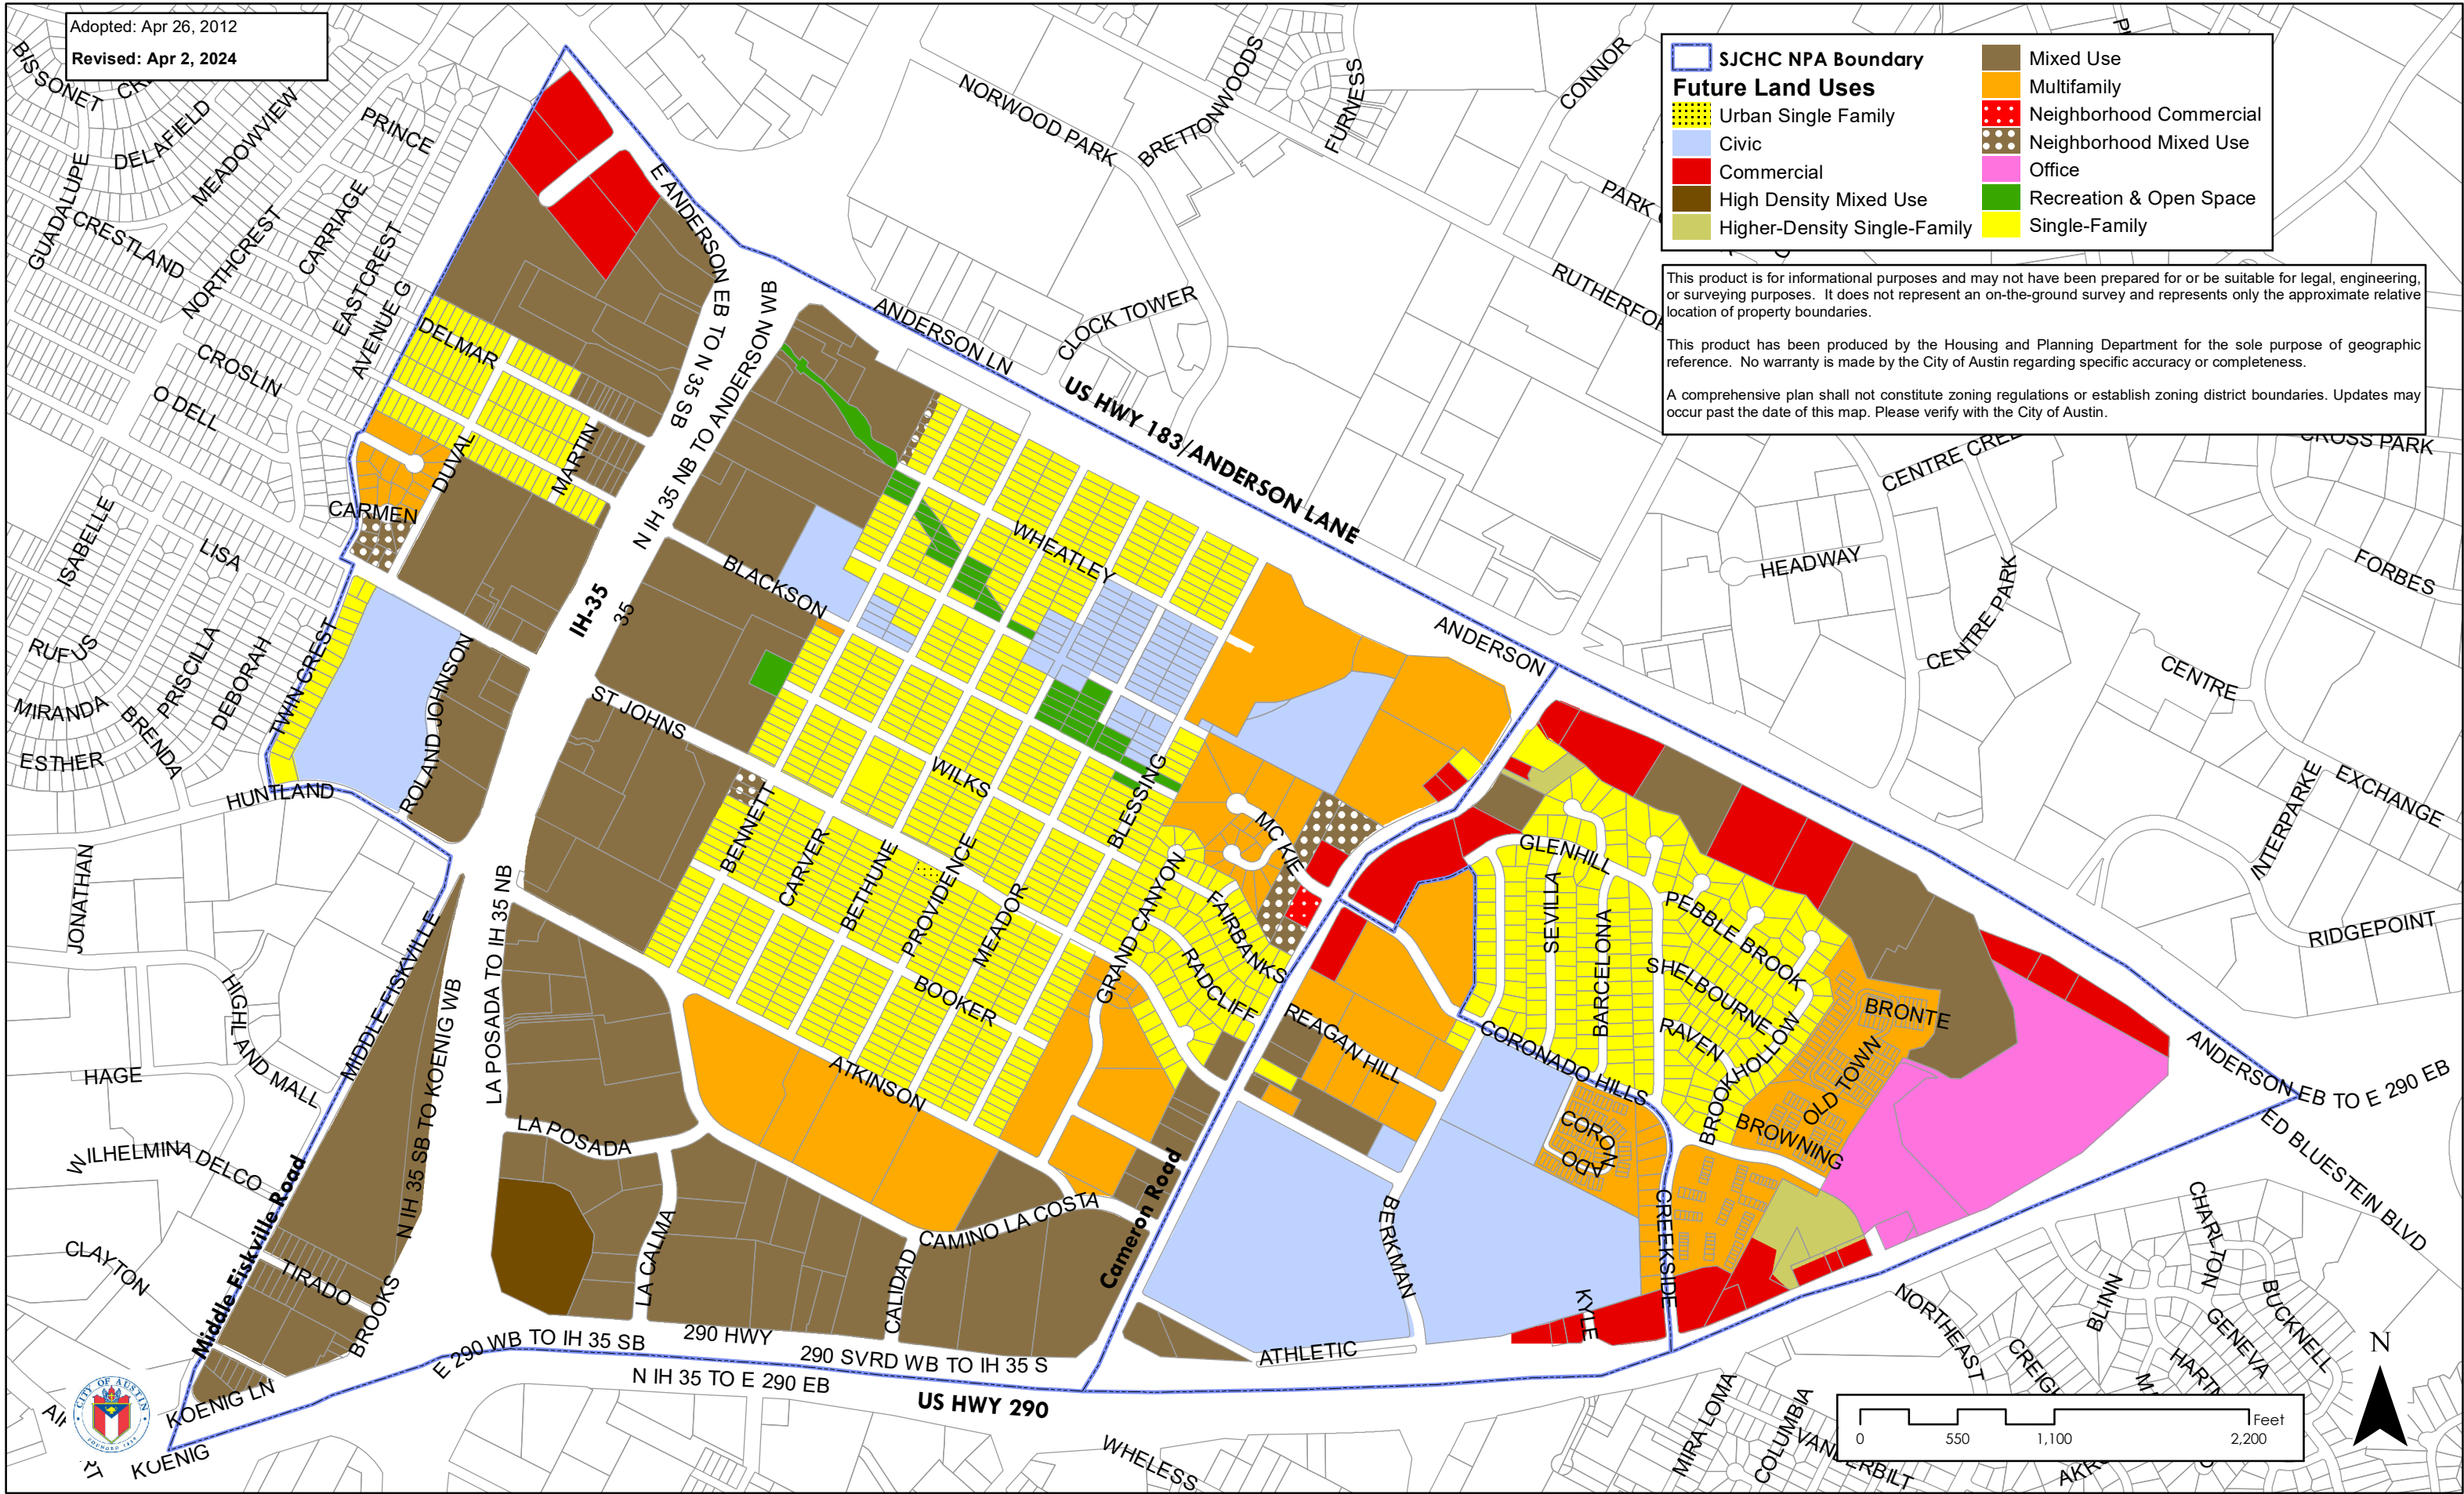 Adopted: Apr 26, 2012
Revised: Apr 2, 2024
SJCHC NPA Boundary
Future Land Uses
Urban Single Family
Civic
Commercial
High Density Mixed Use
Higher-Density Single-Family
Mixed Use
Multifamily
Neighborhood Commercial
Neighborhood Mixed Use
Office
Recreation & Open Space
Single-Family
This product is for informational purposes and may not have been prepared for or be suitable for legal, engineering,
or surveying purposes. It does not represent an on-the-ground survey and represents only the approximate relative
location of property boundaries.
This product has been produced by the Housing and Planning Department for the sole purpose of geographic
reference. No warranty is made by the City of Austin regarding specific accuracy or completeness.
A comprehensive plan shall not constitute zoning regulations or establish zoning district boundaries. Updates may
occur past the date of this map. Please verify with the City of Austin.
BISSONET
DELAFIELD
MEADOWVIEW
PRINCE
GUADALUPE
CRESTLAND
NORTHCREST
CARRIAGE
EASTCREST
AVENUE G
CROSLIN
O DELL
DELMAR
DUVAL
MARTIN
CARMEN
ISABELLE
LISA
RUFUS
PRISCILLA
DEBORAH
TWIN CREST
MIRANDA
BRENDA
ESTHER
HUNTLAND
ROLAND JOHNSON
JONATHAN
HIGHLAND MALL
HAGE
WILHELMINA DELCO
CLAYTON
MIDDLE FISKVILLE
Middle Fiskville Road
TIRADO
BROOKS
KOENIG LN
KOENIG
CITY OF AUSTIN
FOUNDED 1839
NORWOOD PARK
BRETTONWOODS
FURNESS
CONNOR
RUTHERFOR
CLOCK TOWER
E ANDERSON EB TO N 35 SB
N IH 35 NB TO ANDERSON WB
ANDERSON LN
US HWY 183/ANDERSON LANE
ANDERSON
IH-35
35
BLACKSON
WHEATLEY
ST JOHNS
WILKS
BLESSING
BENNETT
CARVER
BETHUNE
PROVIDENCE
MEADOR
BOOKER
ATKINSON
GRAND CANYON
FAIRBANKS
RADCLIFF
MC KIE
LA POSADA TO IH 35 NB
N IH 35 SB TO KOENIG WB
LA POSADA
LA CALMA
CALIDAD
CAMINO LA COSTA
Cameron Road
E 290 WB TO IH 35 SB
290 HWY
290 SVRD WB TO IH 35 S
N IH 35 TO E 290 EB
US HWY 290
ATHLETIC
BERKMAN
KYLE
CREEKSIDE
REAGAN HILL
CORONADO HILLS
CORONADO
GLENHILL
SEVILLA
BARCELONA
PEBBLE BROOK
SHELBOURNE
RAVEN
BROOKHOLLOW
BRONTE
OLD TOWN
BROWNING
CENTRE CREE
CROSS PARK
HEADWAY
CENTRE PARK
FORBES
CENTRE
EXCHANGE
INTERPARKE
RIDGEPOINT
ANDERSON EB TO E 290 EB
ED BLUESTEIN BLVD
NORTHEAST
BLINN
CHARLTON
GENEVA
BUCKNELL
MIRA LOMA
COLUMBIA
WHELESS
N
0 550 1,100 2,200
Feet